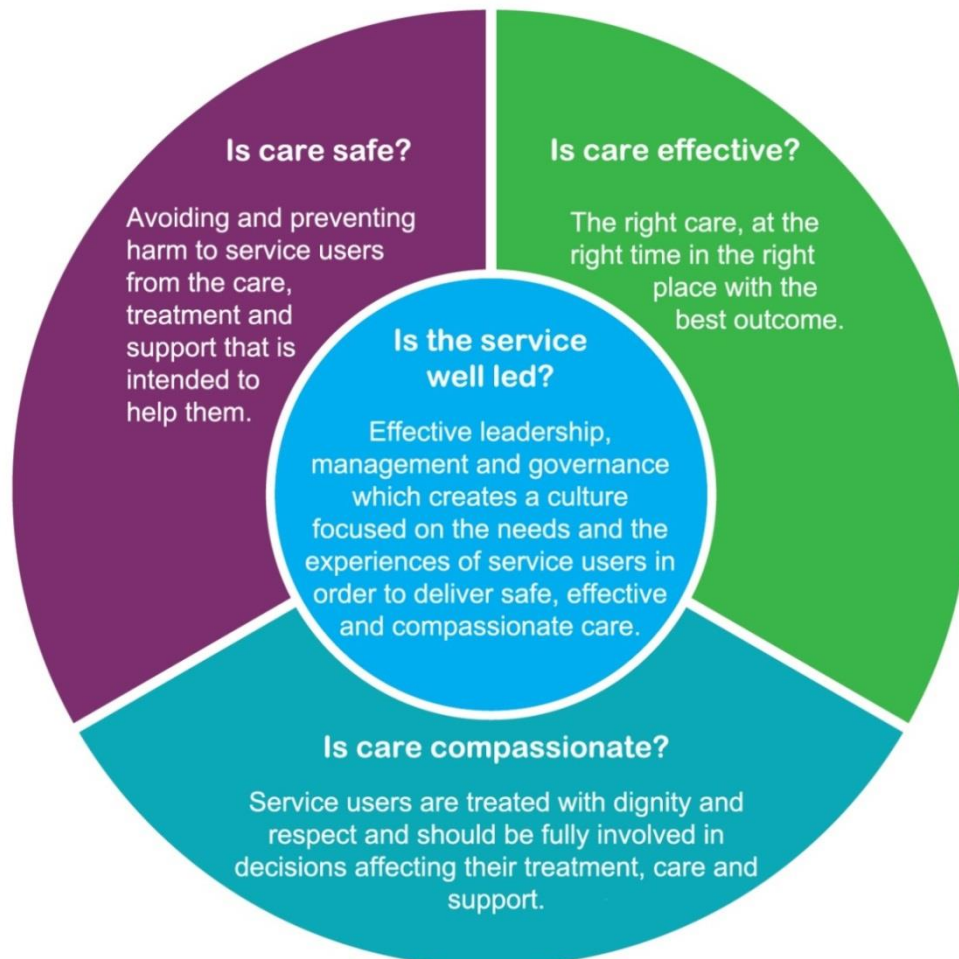 Is care safe?
Avoiding and preventing
harm to service users
from the care,
treatment and
support that is
intended to
help them.
Is care effective?
The right care, at the
right time in the right
place with the
best outcome.
Is the service
well led?
Effective leadership,
management and governance
which creates a culture
focused on the needs and the
experiences of service users in
order to deliver safe, effective
and compassionate care.
Is care compassionate?
Service users are treated with dignity and
respect and should be fully involved in
decisions affecting their treatment, care and
support.